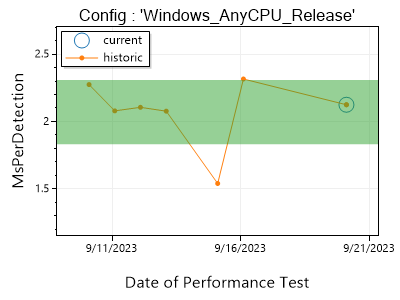 Config : 'Windows_AnyCPU_Release'
current
historic
2.5
2
1.5
MsPerDetection
9/11/2023
9/16/2023
9/21/2023
Date of Performance Test